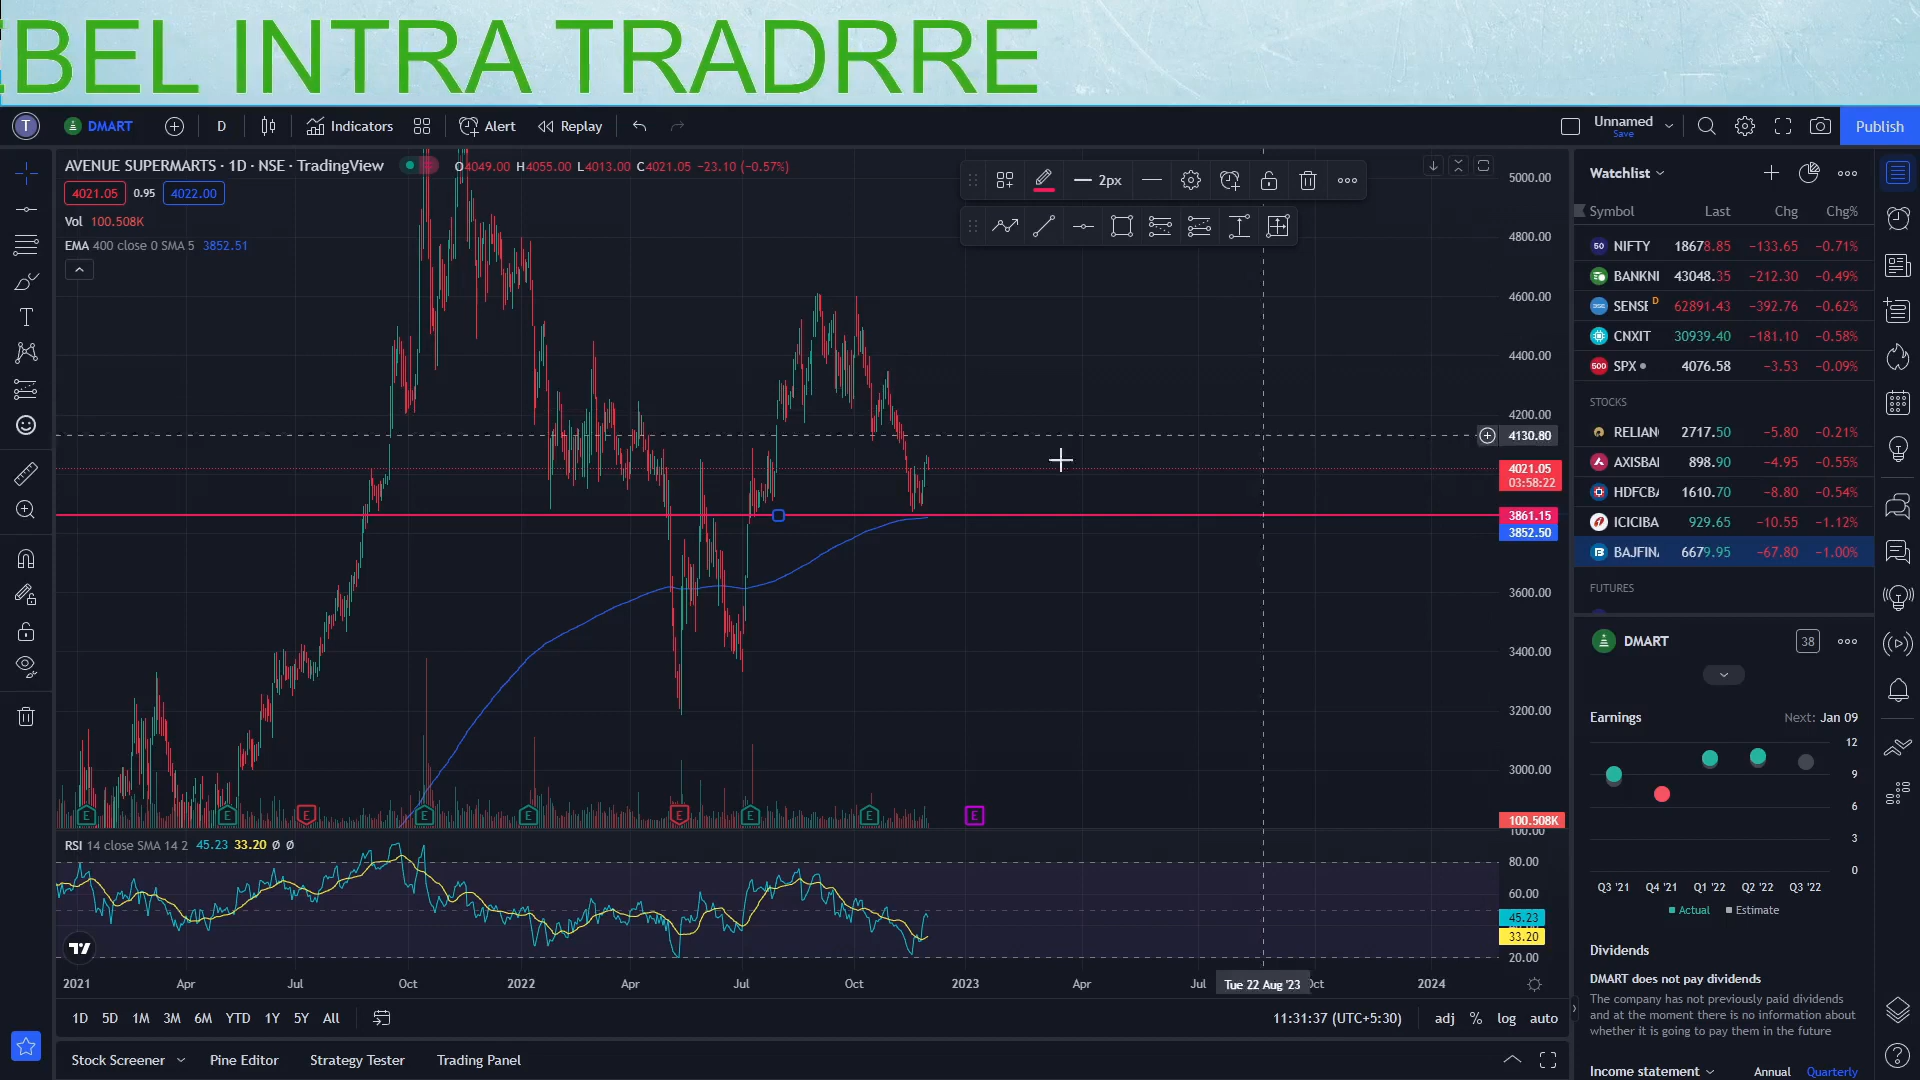 EBEL INTRA TRADRRE
T DMART D Indicators Alert Replay Unnamed Save Publish
AVENUE SUPERMARTS · 1D · NSE · TradingView O4049.00 H4055.00 L4013.00 C4021.05 −23.10 (−0.57%)
4021.05 0.95 4022.00
Vol 100.508K
EMA 400 close 0 SMA 5 3852.51
2px
5000.00
4800.00
4600.00
4400.00
4200.00
4130.80
4021.05
03:58:22
3861.15
3852.50
3600.00
3400.00
3200.00
3000.00
100.508K
100.00
E E E E E E E E E
RSI 14 close SMA 14 2 45.23 33.20 Ø Ø
80.00
60.00
45.23
33.20
20.00
2021 Apr Jul Oct 2022 Apr Jul Oct 2023 Apr Jul Tue 22 Aug '23 2024
1D 5D 1M 3M 6M YTD 1Y 5Y All 11:31:37 (UTC+5:30) adj % log auto
Stock Screener Pine Editor Strategy Tester Trading Panel
Watchlist
Symbol Last Chg Chg%
50 NIFTY 18678.85 −133.65 −0.71%
BANKNI 43048.35 −212.30 −0.49%
SENSE D 62891.43 −392.76 −0.62%
CNXIT 30939.40 −181.10 −0.58%
500 SPX 4076.58 −3.53 −0.09%
STOCKS
RELIAN 2717.50 −5.80 −0.21%
AXISBA 898.90 −4.95 −0.55%
HDFCBA 1610.70 −8.80 −0.54%
ICICIBA 929.65 −10.55 −1.12%
BAJFINA 6679.95 −67.80 −1.00%
FUTURES
DMART 38
Earnings Next: Jan 09
12
9
6
3
0
Q3 '21 Q4 '21 Q1 '22 Q2 '22 Q3 '22
Actual Estimate
Dividends
DMART does not pay dividends
The company has not previously paid dividends
and at the moment there is no information about
whether it is going to pay them in the future
Income statement Annual Quarterly